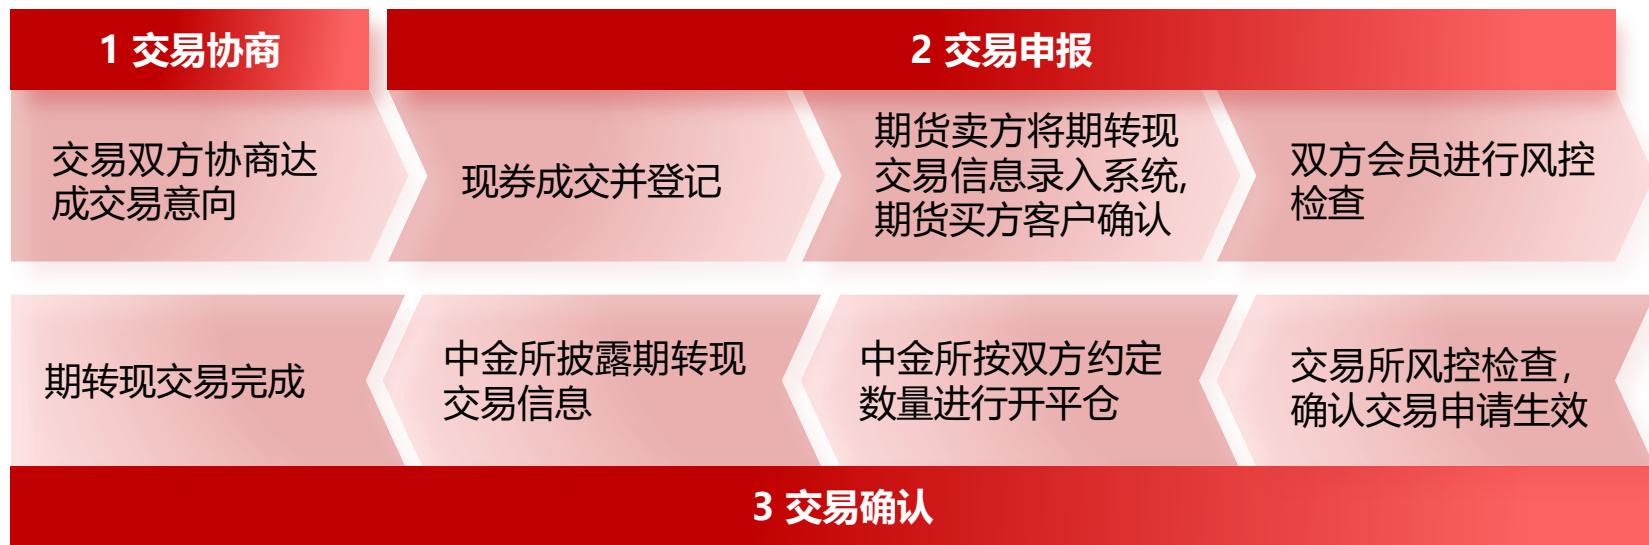 1 交易协商
2 交易申报
交易双方协商达
成交易意向
现券成交并登记
期货卖方将期转现
交易信息录入系统,
期货买方客户确认
双方会员进行风控
检查
交易所风控检查,
确认交易申请生效
中金所按双方约定
数量进行开平仓
中金所披露期转现
交易信息
期转现交易完成
3 交易确认